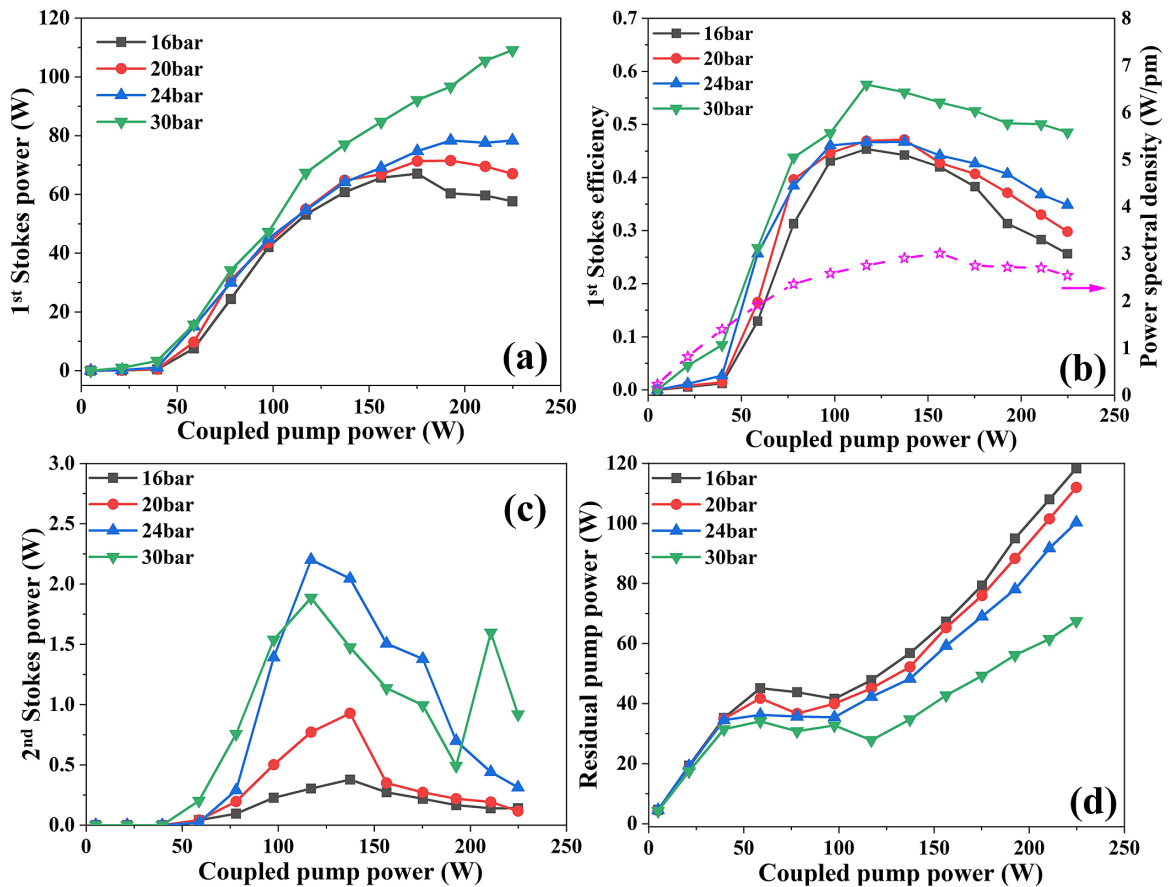 120
100
80
60
40
20
0
1st Stokes power (W)
16bar
20bar
24bar
30bar
(a)
0 50 100 150 200 250
Coupled pump power (W)
0.7
0.6
0.5
0.4
0.3
0.2
0.1
0.0
1st Stokes efficiency
16bar
20bar
24bar
30bar
(b)
8
7
6
5
4
3
2
1
0
Power spectral density (W/pm)
0 50 100 150 200 250
Coupled pump power (W)
3.0
2.5
2.0
1.5
1.0
0.5
0.0
2nd Stokes power (W)
16bar
20bar
24bar
30bar
(c)
0 50 100 150 200 250
Coupled pump power (W)
120
100
80
60
40
20
0
Residual pump power (W)
16bar
20bar
24bar
30bar
(d)
0 50 100 150 200 250
Coupled pump power (W)